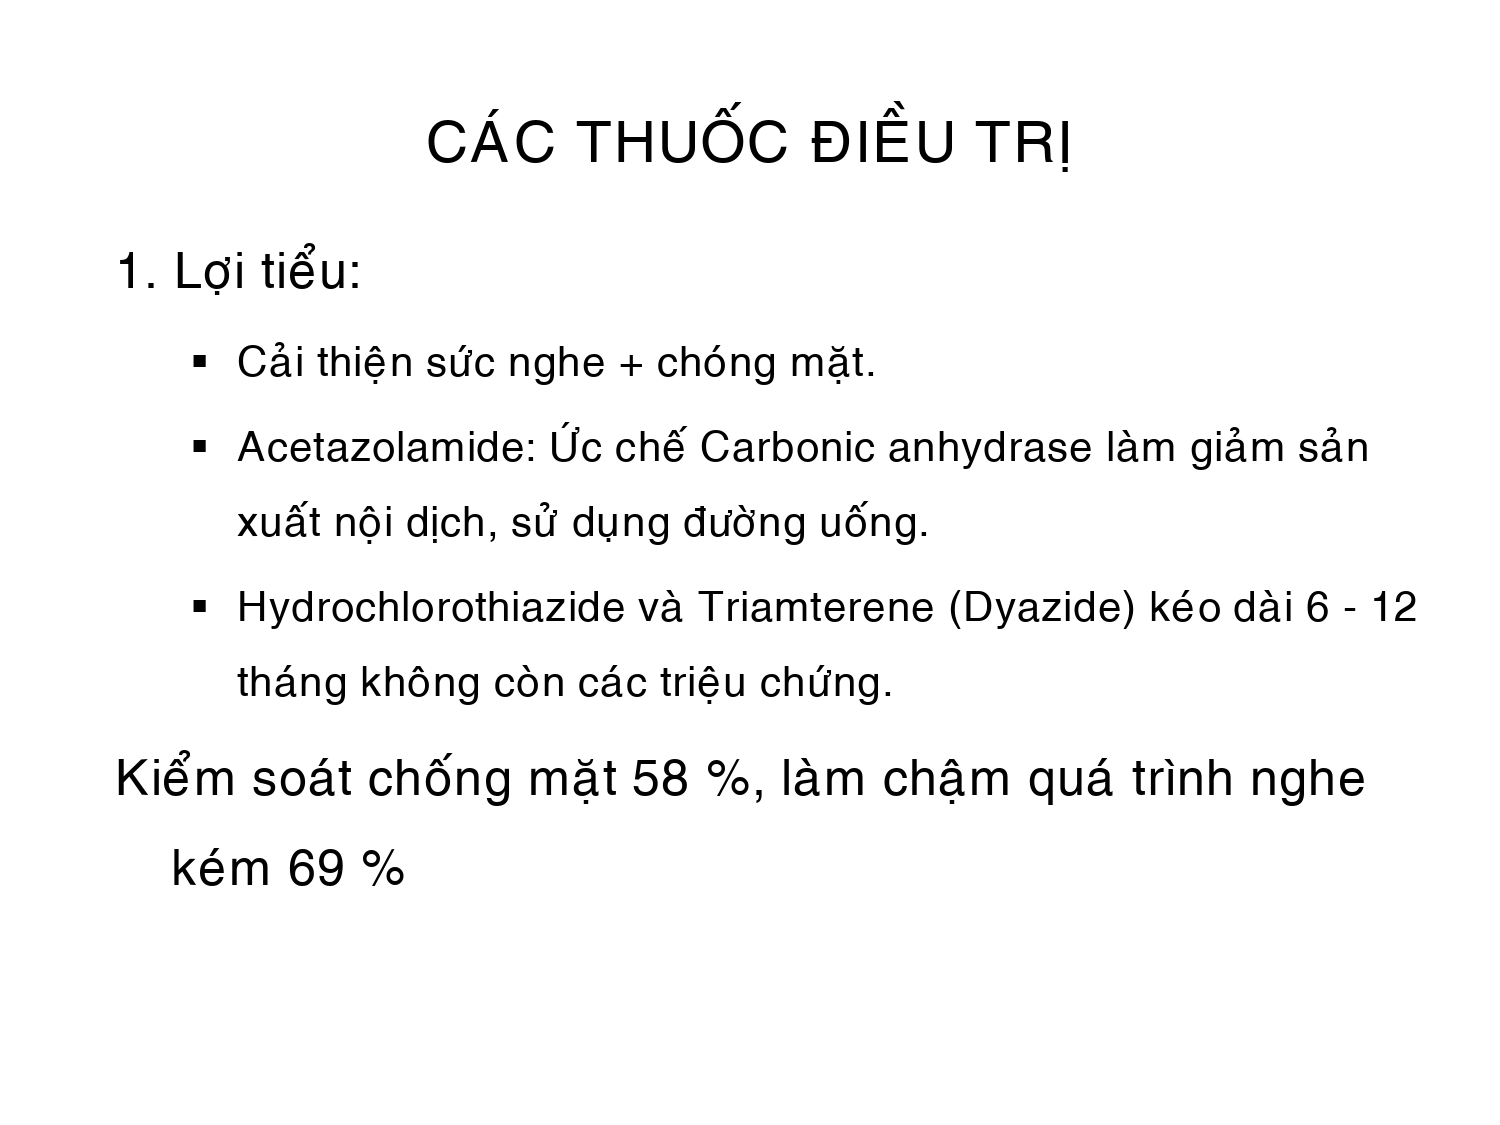 CÁC THUỐC ĐIỀU TRỊ
1. Lợi tiểu:
▪ Cải thiện sức nghe + chóng mặt.
▪ Acetazolamide: Ức chế Carbonic anhydrase làm giảm sản
xuất nội dịch, sử dụng đường uống.
▪ Hydrochlorothiazide và Triamterene (Dyazide) kéo dài 6 - 12
tháng không còn các triệu chứng.
Kiểm soát chống mặt 58 %, làm chậm quá trình nghe
kém 69 %